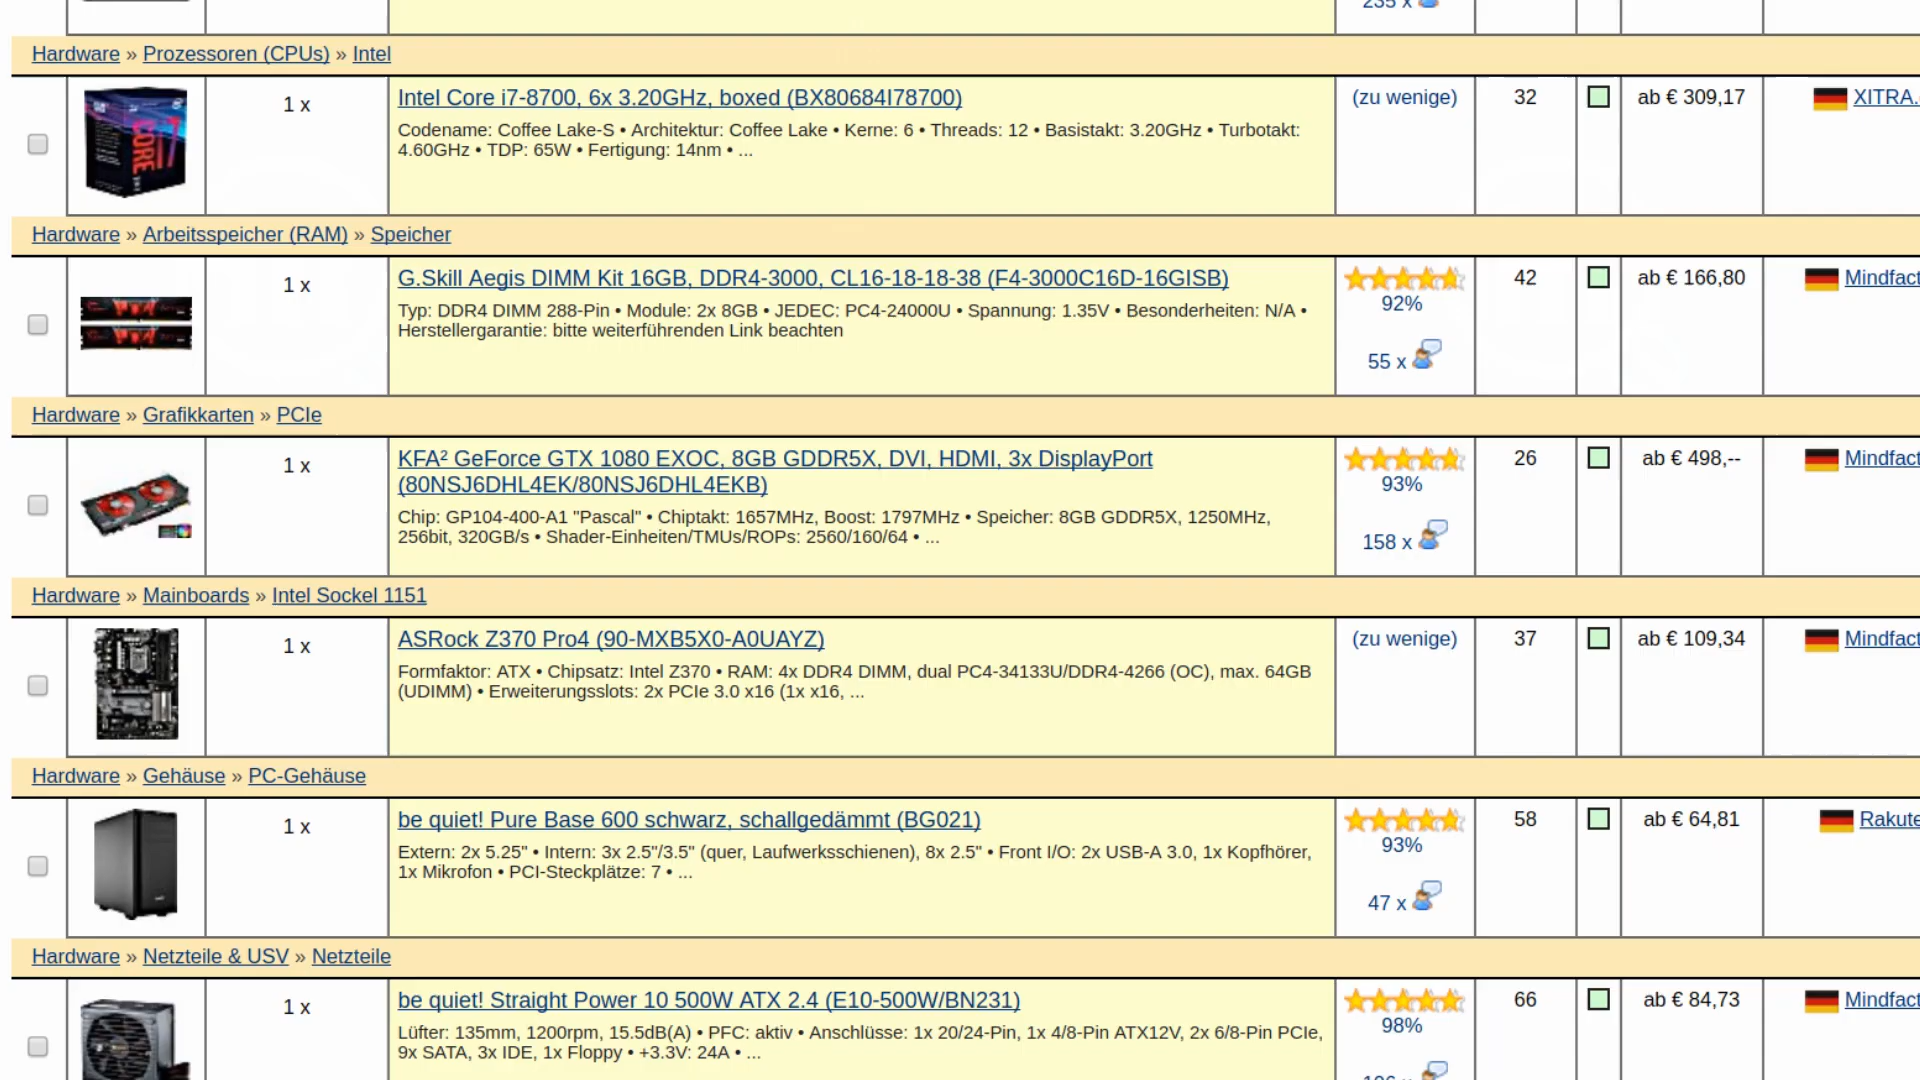 235 x
Hardware » Prozessoren (CPUs) » Intel
1 x
Intel Core i7-8700, 6x 3.20GHz, boxed (BX80684I78700)
Codename: Coffee Lake-S • Architektur: Coffee Lake • Kerne: 6 • Threads: 12 • Basistakt: 3.20GHz • Turbotakt:
4.60GHz • TDP: 65W • Fertigung: 14nm • ...
(zu wenige)
32
ab € 309,17
XITRA.
CORE i7
Hardware » Arbeitsspeicher (RAM) » Speicher
1 x
G.Skill Aegis DIMM Kit 16GB, DDR4-3000, CL16-18-18-38 (F4-3000C16D-16GISB)
Typ: DDR4 DIMM 288-Pin • Module: 2x 8GB • JEDEC: PC4-24000U • Spannung: 1.35V • Besonderheiten: N/A •
Herstellergarantie: bitte weiterführenden Link beachten
92%
55 x
42
ab € 166,80
Mindfact
Hardware » Grafikkarten » PCIe
1 x
KFA² GeForce GTX 1080 EXOC, 8GB GDDR5X, DVI, HDMI, 3x DisplayPort
(80NSJ6DHL4EK/80NSJ6DHL4EKB)
Chip: GP104-400-A1 "Pascal" • Chiptakt: 1657MHz, Boost: 1797MHz • Speicher: 8GB GDDR5X, 1250MHz,
256bit, 320GB/s • Shader-Einheiten/TMUs/ROPs: 2560/160/64 • ...
93%
158 x
26
ab € 498,--
Mindfact
Hardware » Mainboards » Intel Sockel 1151
1 x
ASRock Z370 Pro4 (90-MXB5X0-A0UAYZ)
Formfaktor: ATX • Chipsatz: Intel Z370 • RAM: 4x DDR4 DIMM, dual PC4-34133U/DDR4-4266 (OC), max. 64GB
(UDIMM) • Erweiterungsslots: 2x PCIe 3.0 x16 (1x x16, ...
(zu wenige)
37
ab € 109,34
Mindfact
Hardware » Gehäuse » PC-Gehäuse
1 x
be quiet! Pure Base 600 schwarz, schallgedämmt (BG021)
Extern: 2x 5.25" • Intern: 3x 2.5"/3.5" (quer, Laufwerksschienen), 8x 2.5" • Front I/O: 2x USB-A 3.0, 1x Kopfhörer,
1x Mikrofon • PCI-Steckplätze: 7 • ...
93%
47 x
58
ab € 64,81
Rakute
Hardware » Netzteile & USV » Netzteile
1 x
be quiet! Straight Power 10 500W ATX 2.4 (E10-500W/BN231)
Lüfter: 135mm, 1200rpm, 15.5dB(A) • PFC: aktiv • Anschlüsse: 1x 20/24-Pin, 1x 4/8-Pin ATX12V, 2x 6/8-Pin PCIe,
9x SATA, 3x IDE, 1x Floppy • +3.3V: 24A • ...
98%
66
ab € 84,73
Mindfact